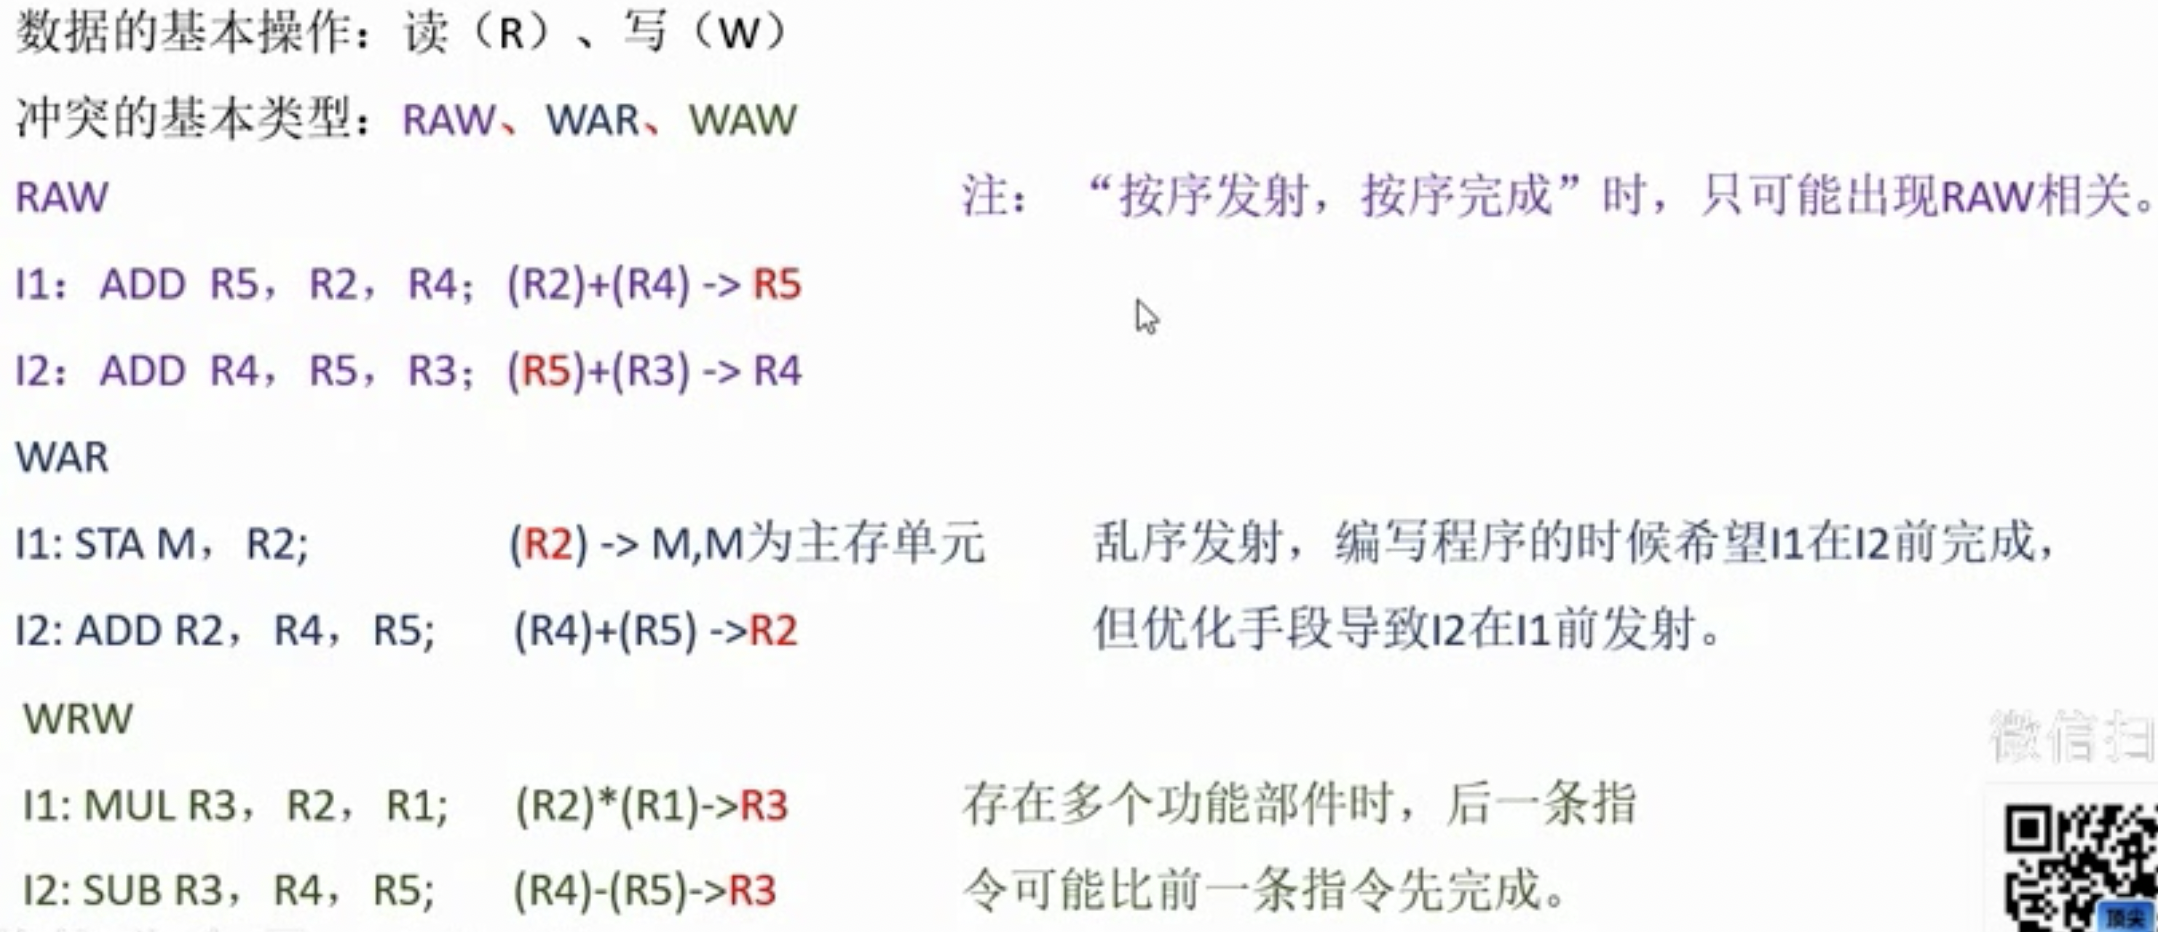 数据的基本操作：读（R）、写（W）
冲突的基本类型：RAW、WAR、WAW
RAW
注： “按序发射，按序完成”时，只可能出现RAW相关。
I1： ADD R5， R2， R4；(R2)+(R4) -> R5
I2： ADD R4， R5， R3；(R5)+(R3) -> R4
WAR
I1: STA M， R2; (R2) -> M,M为主存单元
乱序发射，编写程序的时候希望I1在I2前完成，
I2: ADD R2， R4， R5; (R4)+(R5) ->R2
但优化手段导致I2在I1前发射。
WRW
I1: MUL R3， R2， R1; (R2)*(R1)->R3
存在多个功能部件时，后一条指
I2: SUB R3， R4， R5; (R4)-(R5)->R3
令可能比前一条指令先完成。
微信扫
顶尖